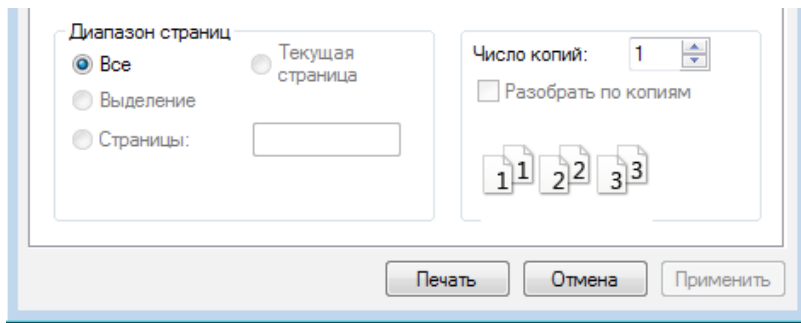 Диапазон страниц
Все
Текущая
страница
Выделение
Страницы:
Число копий: 1
Разобрать по копиям
1 1 2 2 3 3
Печать Отмена Применить